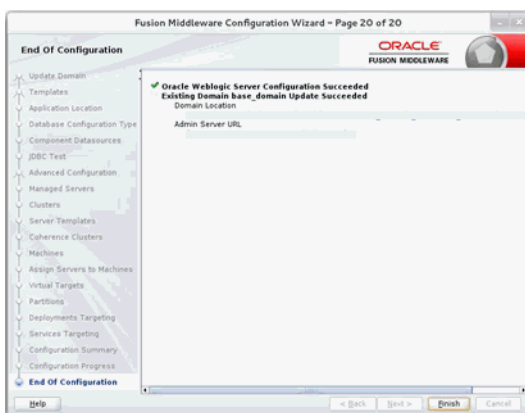 Fusion Middleware Configuration Wizard - Page 20 of 20
End Of Configuration
ORACLE
FUSION MIDDLEWARE
Update Domain
Templates
Application Location
Database Configuration Type
Component Datasources
JDBC Test
Advanced Configuration
Managed Servers
Clusters
Server Templates
Coherence Clusters
Machines
Assign Servers to Machines
Virtual Targets
Partitions
Deployments Targeting
Services Targeting
Configuration Summary
Configuration Progress
End Of Configuration
Oracle Weblogic Server Configuration Succeeded
Existing Domain base_domain Update Succeeded
Domain Location
Admin Server URL
Help
< Back
Next >
Finish
Cancel